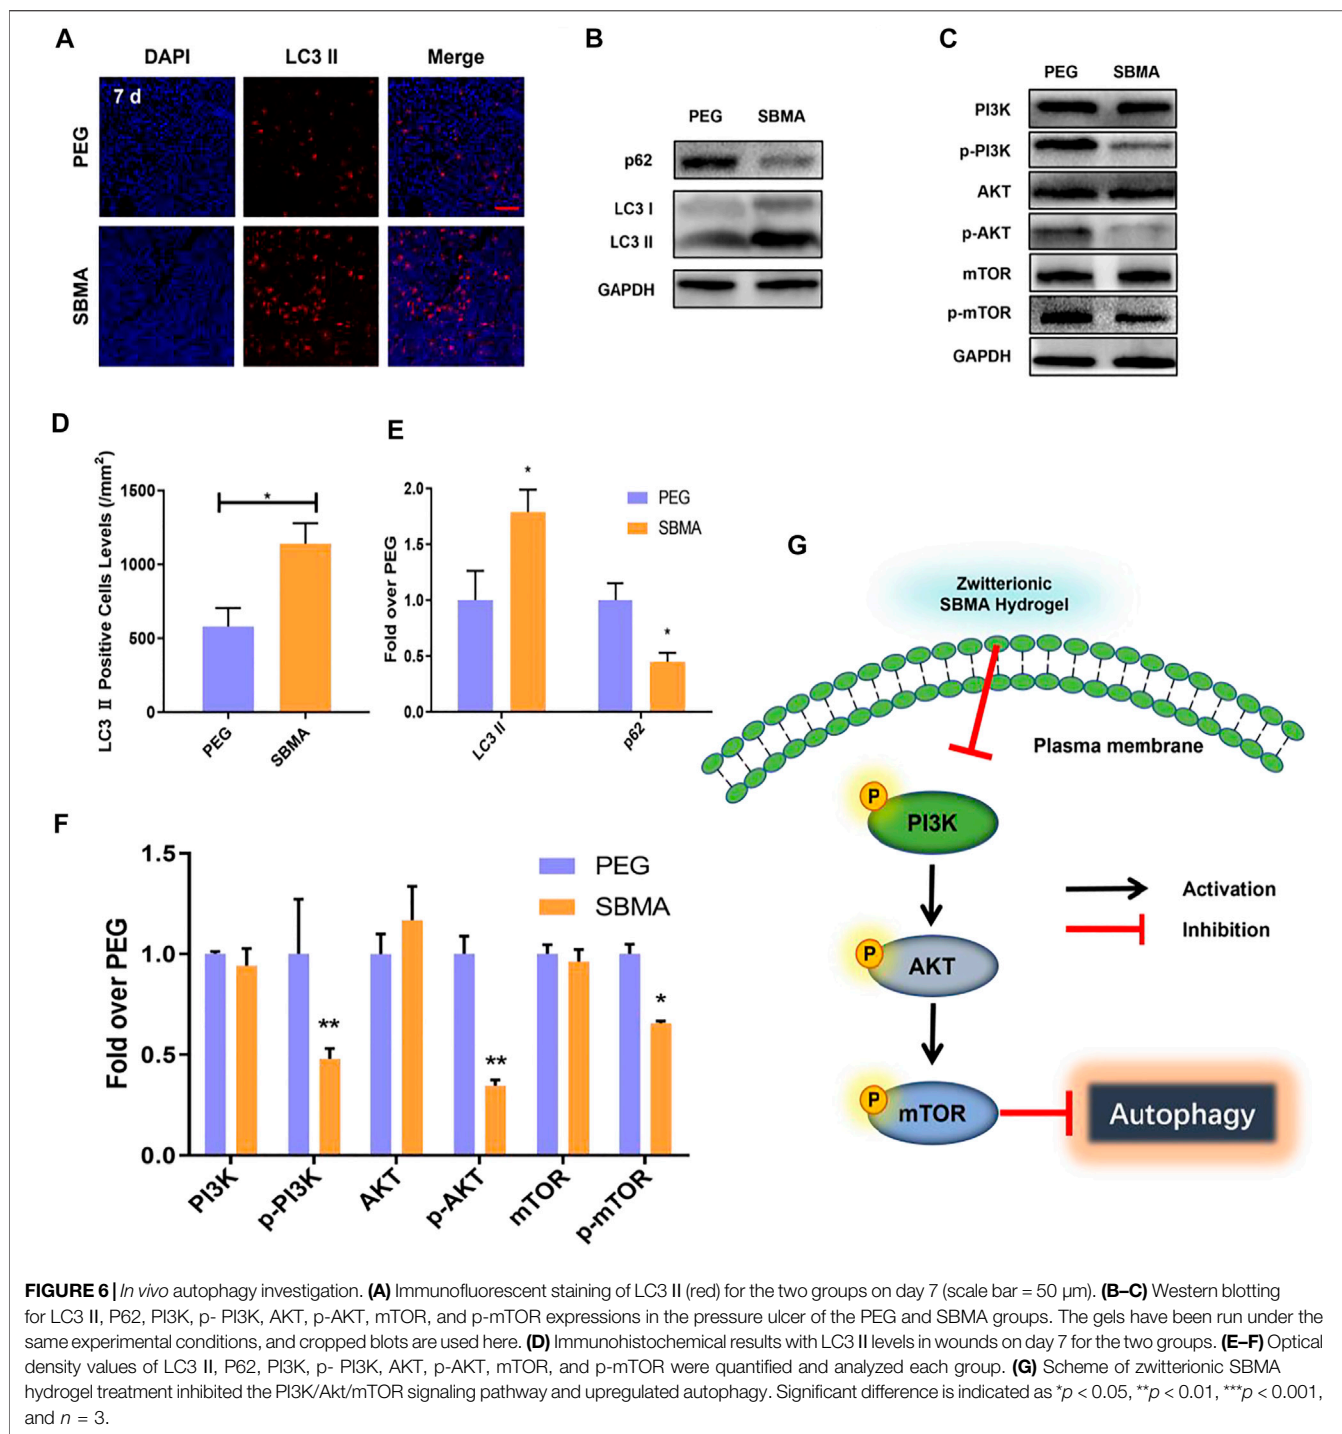 A
DAPI LC3 II Merge
7 d
PEG
SBMA
B
PEG SBMA
p62
LC3 I
LC3 II
GAPDH
C
PEG SBMA
PI3K
p-PI3K
AKT
p-AKT
mTOR
p-mTOR
GAPDH
D
LC3 II Positive Cells Levels (/mm²)
1500
1000
500
0
*
PEG SBMA
E
Fold over PEG
2.0
1.5
1.0
0.5
0.0
*
*
PEG
SBMA
LC3 II p62
F
Fold over PEG
1.5
1.0
0.5
0.0
PEG
SBMA
**
**
*
PI3K p-PI3K AKT p-AKT mTOR p-mTOR
G
Zwitterionic
SBMA Hydrogel
Plasma membrane
P
PI3K
Activation
Inhibition
P
AKT
P
mTOR
Autophagy
FIGURE 6 | In vivo autophagy investigation. (A) Immunofluorescent staining of LC3 II (red) for the two groups on day 7 (scale bar = 50 μm). (B–C) Western blotting
for LC3 II, P62, PI3K, p- PI3K, AKT, p-AKT, mTOR, and p-mTOR expressions in the pressure ulcer of the PEG and SBMA groups. The gels have been run under the
same experimental conditions, and cropped blots are used here. (D) Immunohistochemical results with LC3 II levels in wounds on day 7 for the two groups. (E–F) Optical
density values of LC3 II, P62, PI3K, p- PI3K, AKT, p-AKT, mTOR, and p-mTOR were quantified and analyzed each group. (G) Scheme of zwitterionic SBMA
hydrogel treatment inhibited the PI3K/Akt/mTOR signaling pathway and upregulated autophagy. Significant difference is indicated as *p < 0.05, **p < 0.01, ***p < 0.001,
and n = 3.